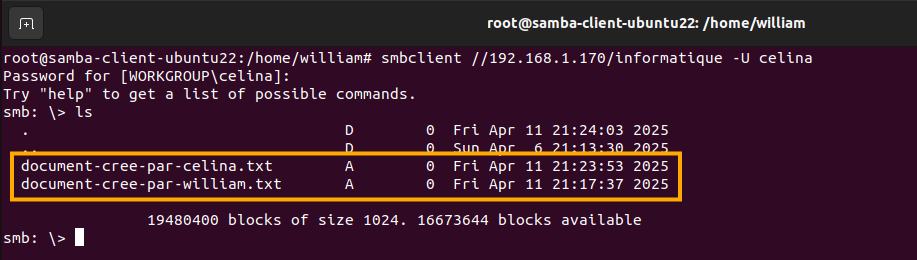 root@samba-client-ubuntu22: /home/william
root@samba-client-ubuntu22:/home/william# smbclient //192.168.1.170/informatique -U celina
Password for [WORKGROUP\celina]:
Try "help" to get a list of possible commands.
smb: \> ls
  .                                   D        0  Fri Apr 11 21:24:03 2025
  ..                                  D        0  Sun Apr  6 21:13:30 2025
  document-cree-par-celina.txt        A        0  Fri Apr 11 21:23:53 2025
  document-cree-par-william.txt       A        0  Fri Apr 11 21:17:37 2025
                19480400 blocks of size 1024. 16673644 blocks available
smb: \>